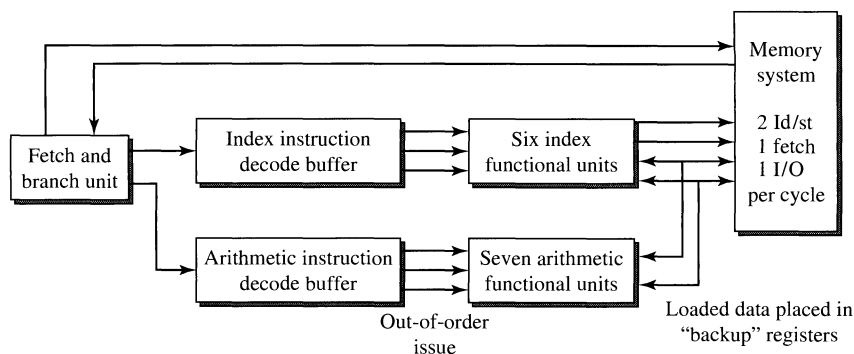 Memory
system
2 ld/st
1 fetch
1 I/O
per cycle
Fetch and
branch unit
Index instruction
decode buffer
Six index
functional units
Arithmetic instruction
decode buffer
Seven arithmetic
functional units
Out-of-order
issue
Loaded data placed in
“backup” registers